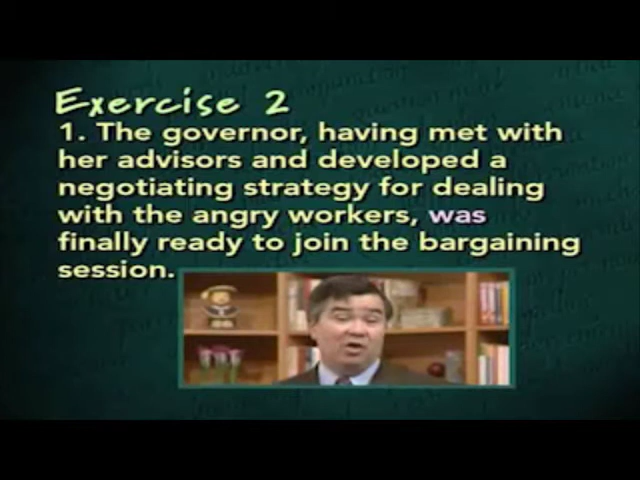 Exercise 2
1. The governor, having met with
her advisors and developed a
negotiating strategy for dealing
with the angry workers, was
finally ready to join the bargaining
session.